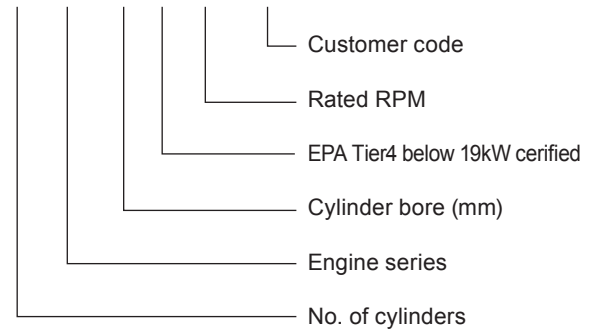 Customer code
Rated RPM
EPA Tier4 below 19kW cerified
Cylinder bore (mm)
Engine series
No. of cylinders